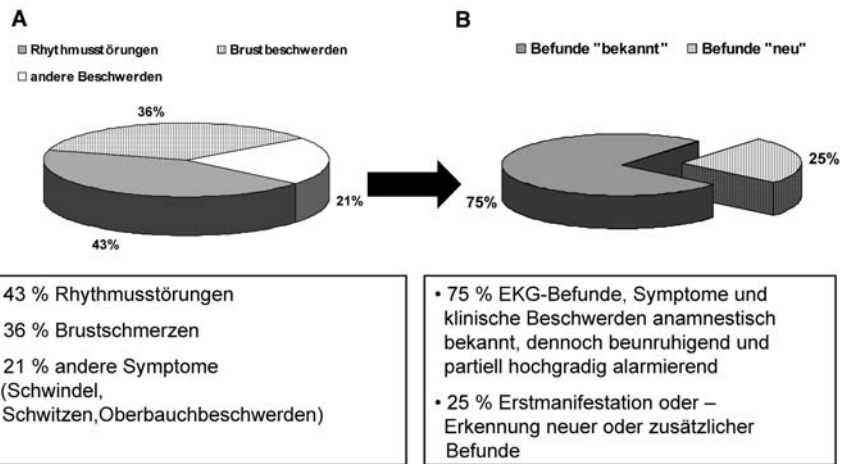 A
Rhythmusstörungen
Brustbeschwerden
andere Beschwerden
36%
21%
43%
B
Befunde "bekannt"
Befunde "neu"
25%
75%
43 % Rhythmusstörungen
36 % Brustschmerzen
21 % andere Symptome
(Schwindel,
Schwitzen,Oberbauchbeschwerden)
• 75 % EKG-Befunde, Symptome und
klinische Beschwerden anamnestisch
bekannt, dennoch beunruhigend und
partiell hochgradig alarmierend
• 25 % Erstmanifestation oder –
Erkennung neuer oder zusätzlicher
Befunde